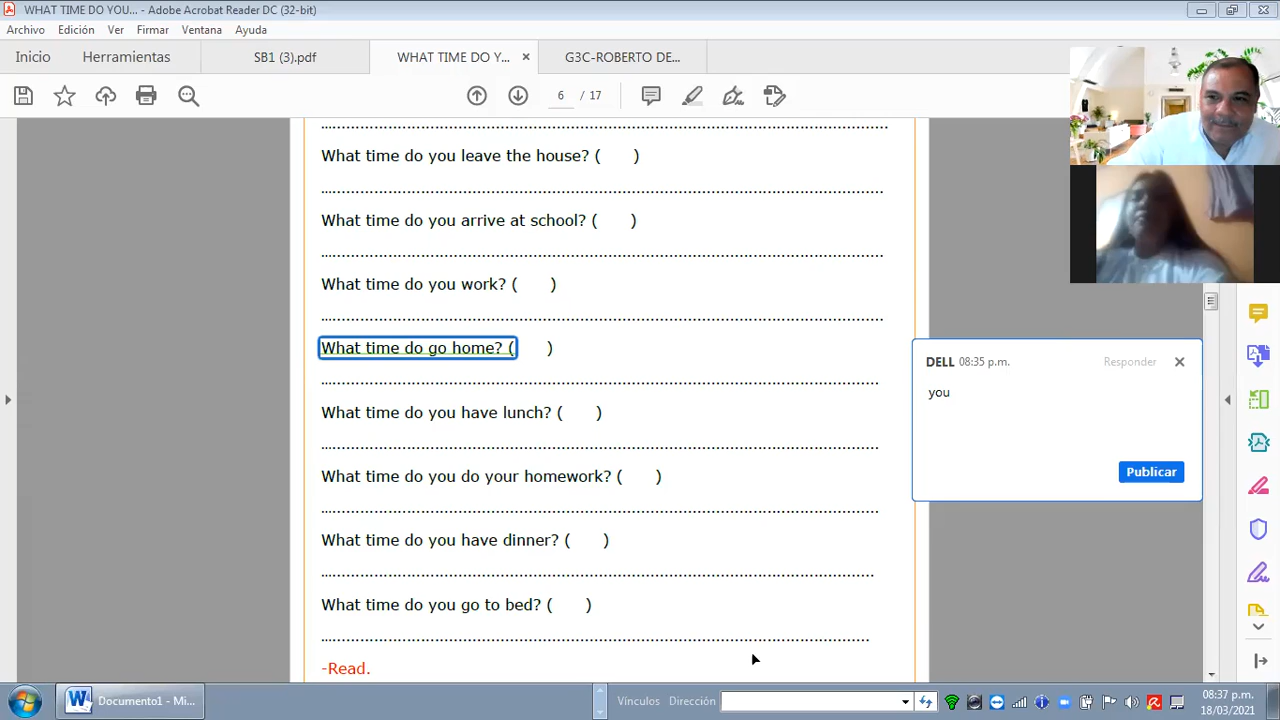 WHAT TIME DO YOU... - Adobe Acrobat Reader DC (32-bit)
Archivo Edición Ver Firmar Ventana Ayuda
Inicio Herramientas SB1 (3).pdf WHAT TIME DO Y... × G3C-ROBERTO DE...
6 / 17
What time do you leave the house? ( )
What time do you arrive at school? ( )
What time do you work? ( )
What time do go home? ( )
What time do you have lunch? ( )
What time do you do your homework? ( )
What time do you have dinner? ( )
What time do you go to bed? ( )
-Read.
DELL 08:35 p.m. Responder
you
Publicar
Documento1 - Mi...
Vínculos Dirección
08:37 p.m.
18/03/2021